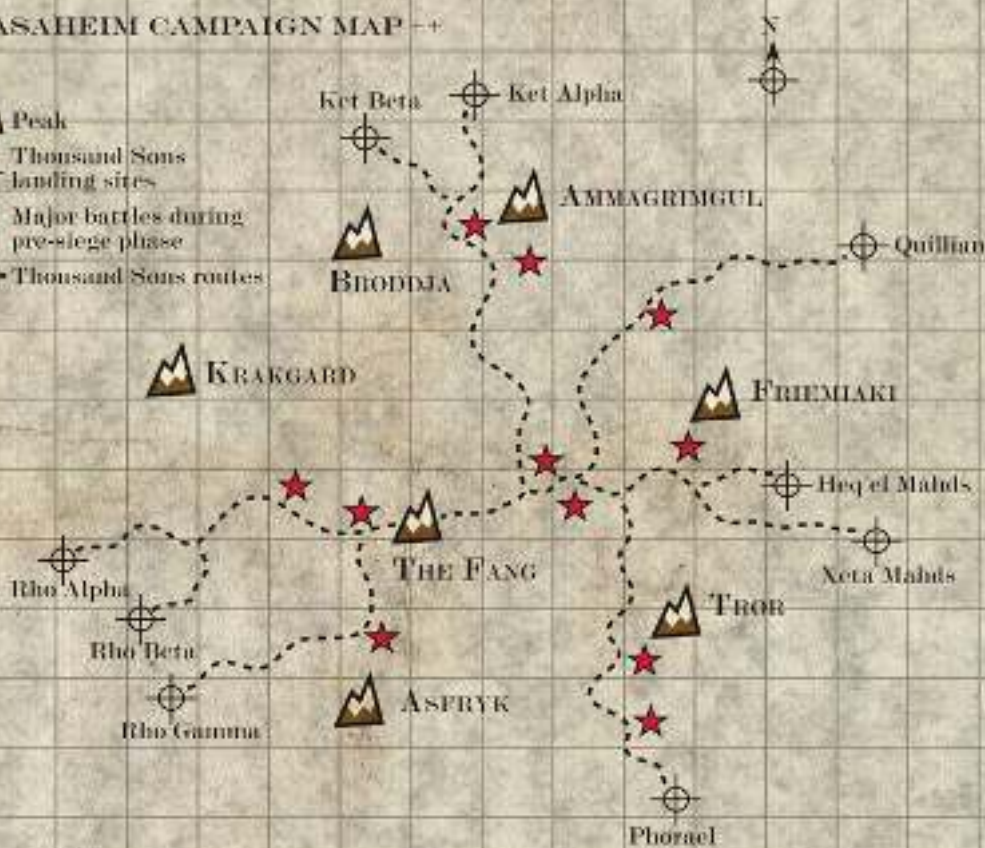 ASAHEIM CAMPAIGN MAP ++
N
Ket Beta
Ket Alpha
Peak
Thousand Sons
landing sites
Major battles during
pre-siege phase
Thousand Sons routes
AMMAGRIMGUL
BRODDJA
Quillian
KRAKGARD
FRIEMIAKI
Heq'el Mahds
THE FANG
Xeta Mahds
Rho Alpha
TROR
Rho Beta
ASFRYK
Rho Gamma
Phorael